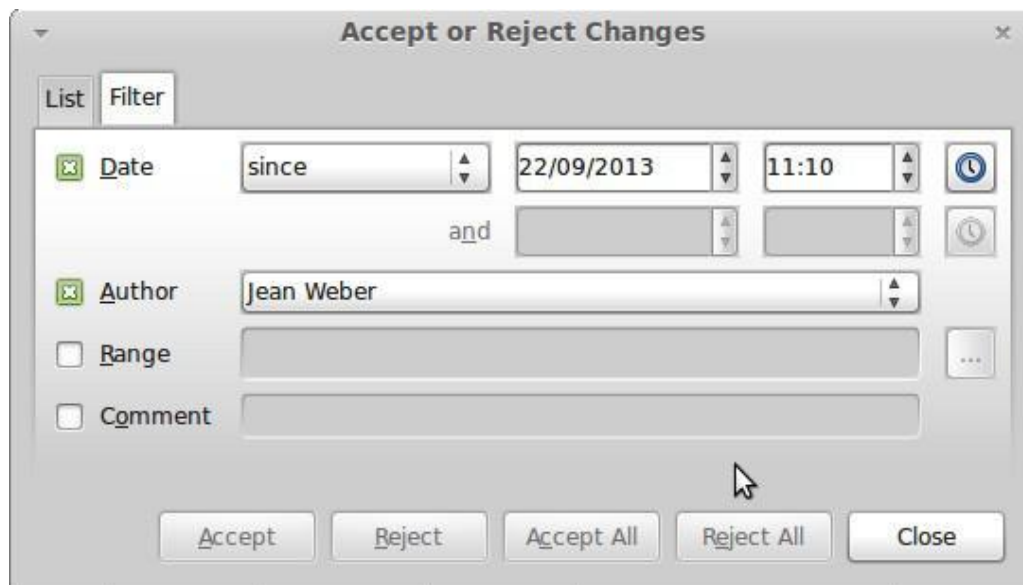 Accept or Reject Changes
List Filter
Date since 22/09/2013 11:10
and
Author Jean Weber
Range ...
Comment
Accept Reject Accept All Reject All Close